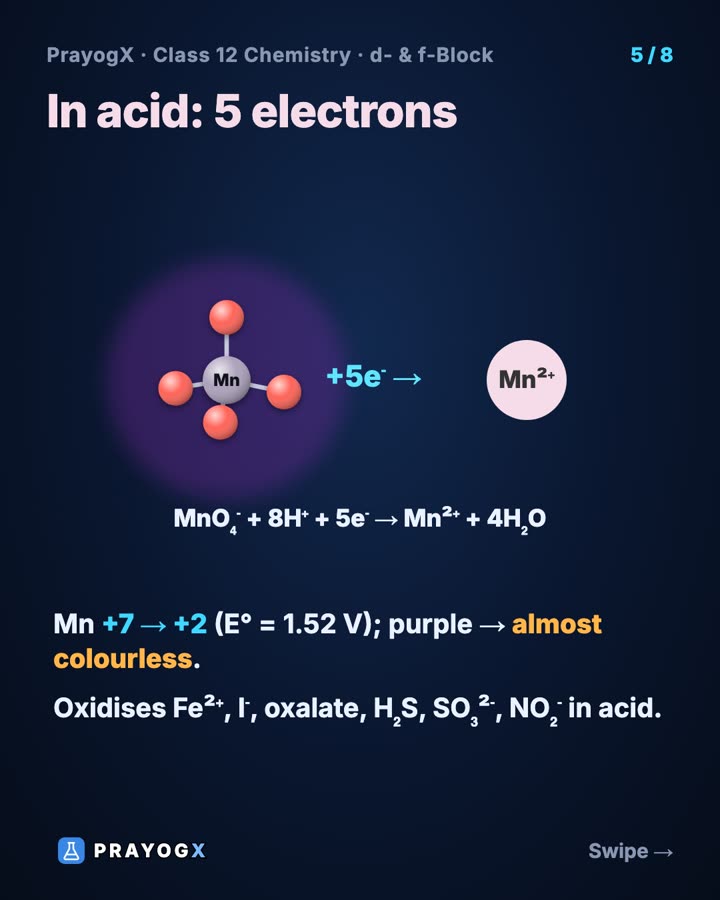 PrayogX · Class 12 Chemistry · d- & f-Block
5 / 8
In acid: 5 electrons
Mn
+5e⁻ →
Mn²⁺
MnO₄⁻ + 8H⁺ + 5e⁻ → Mn²⁺ + 4H₂O
Mn +7 → +2 (E° = 1.52 V); purple → almost
colourless.
Oxidises Fe²⁺, I⁻, oxalate, H₂S, SO₃²⁻, NO₂⁻ in acid.
PRAYOGX
Swipe →